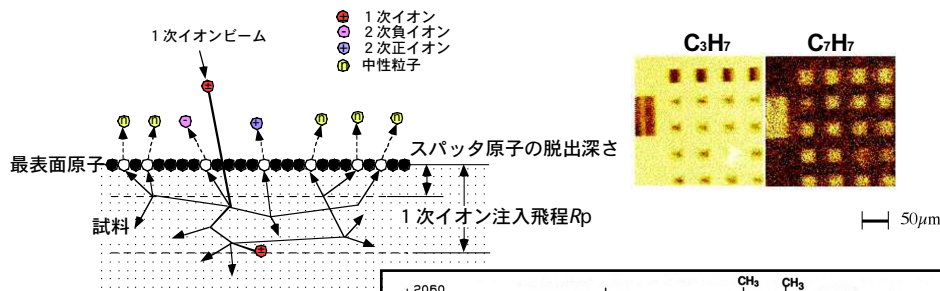 1次イオン
2次負イオン
2次正イオン
中性粒子
1次イオンビーム
±
-
+
n
±
n
n
-
+
n
n
n
最表面原子
スパッタ原子の脱出深さ
試料
1次イオン注入飛程Rp
±
C₃H₇ C₇H₇
50μm
2060
CH₃ CH₃